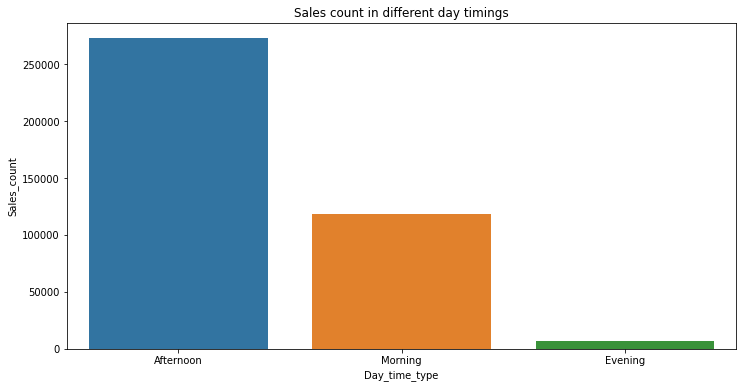 Sales count in different day timings
Sales_count
250000
200000
150000
100000
50000
0
Afternoon Morning Evening
Day_time_type